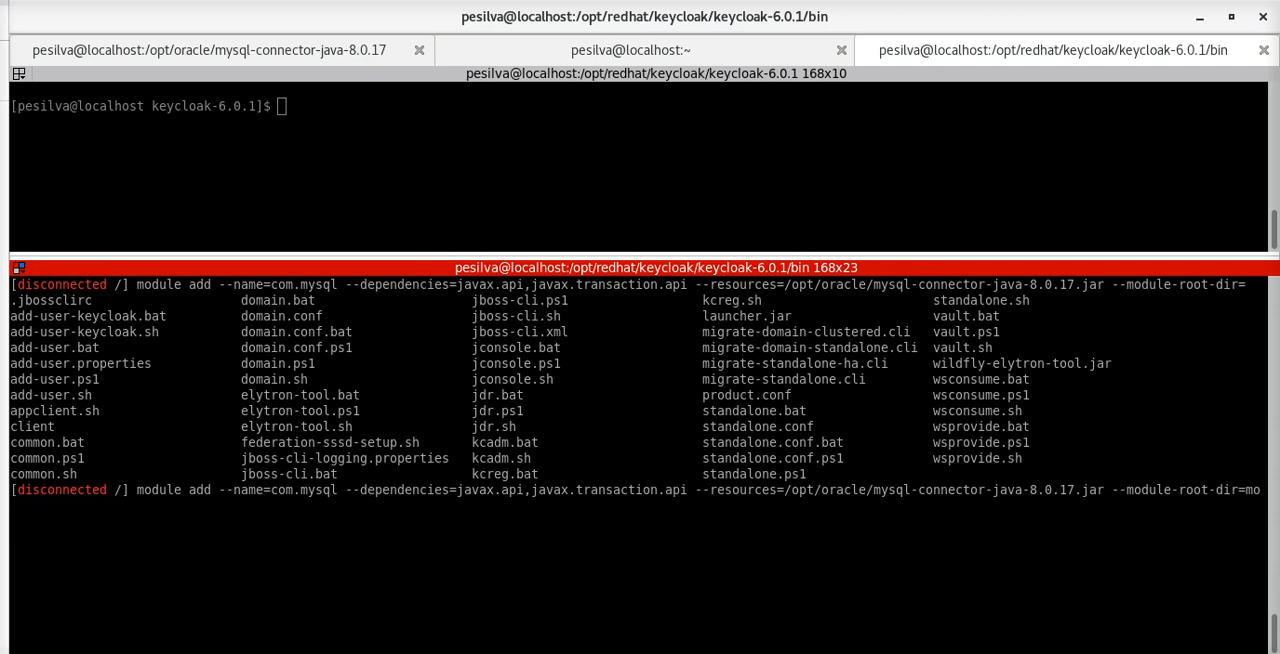 pesilva@localhost:/opt/redhat/keycloak/keycloak-6.0.1/bin
pesilva@localhost:/opt/oracle/mysql-connector-java-8.0.17 pesilva@localhost:~ pesilva@localhost:/opt/redhat/keycloak/keycloak-6.0.1/bin
pesilva@localhost:/opt/redhat/keycloak/keycloak-6.0.1 168x10
[pesilva@localhost keycloak-6.0.1]$
pesilva@localhost:/opt/redhat/keycloak/keycloak-6.0.1/bin 168x23
[disconnected /] module add --name=com.mysql --dependencies=javax.api,javax.transaction.api --resources=/opt/oracle/mysql-connector-java-8.0.17.jar --module-root-dir=
.jbossclirc domain.bat jboss-cli.ps1 kcreg.sh standalone.sh
add-user-keycloak.bat domain.conf jboss-cli.sh launcher.jar vault.bat
add-user-keycloak.sh domain.conf.bat jboss-cli.xml migrate-domain-clustered.cli vault.ps1
add-user.bat domain.conf.ps1 jconsole.bat migrate-domain-standalone.cli vault.sh
add-user.properties domain.ps1 jconsole.ps1 migrate-standalone-ha.cli wildfly-elytron-tool.jar
add-user.ps1 domain.sh jconsole.sh migrate-standalone.cli wsconsume.bat
add-user.sh elytron-tool.bat jdr.bat product.conf wsconsume.ps1
appclient.sh elytron-tool.ps1 jdr.ps1 standalone.bat wsconsume.sh
client elytron-tool.sh jdr.sh standalone.conf wsprovide.bat
common.bat federation-sssd-setup.sh kcadm.bat standalone.conf.bat wsprovide.ps1
common.ps1 jboss-cli-logging.properties kcadm.sh standalone.conf.ps1 wsprovide.sh
common.sh jboss-cli.bat kcreg.bat standalone.ps1
[disconnected /] module add --name=com.mysql --dependencies=javax.api,javax.transaction.api --resources=/opt/oracle/mysql-connector-java-8.0.17.jar --module-root-dir=mo